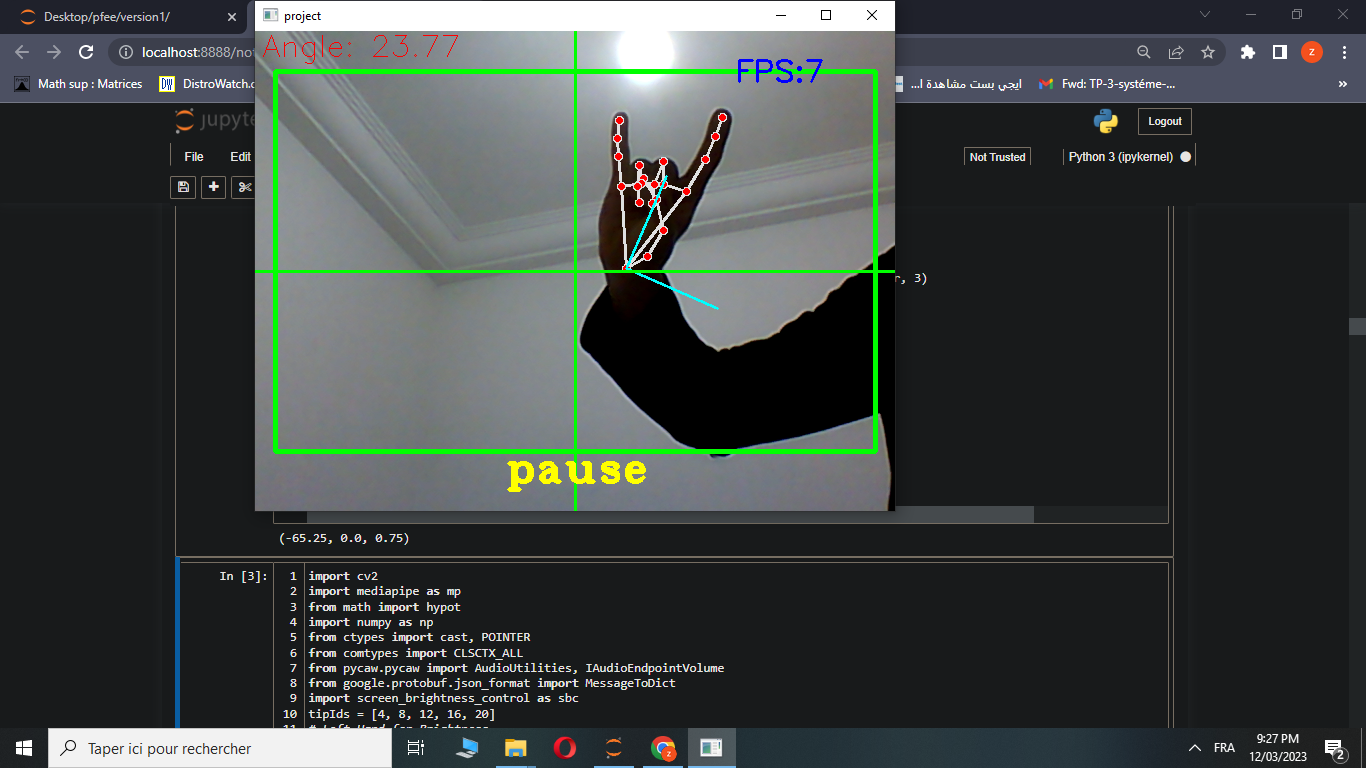 Desktop/pfee/version1/
project
localhost:8888/no
Math sup : Matrices
DistroWatch.c
ايجي بست مشاهدة ا...
Fwd: TP-3-systéme-...
»
Angle: 23.77
FPS:7
jupyte
Logout
File
Edit
Not Trusted
Python 3 (ipykernel)
r, 3)
pause
(-65.25, 0.0, 0.75)
In [3]:
1 import cv2
2 import mediapipe as mp
3 from math import hypot
4 import numpy as np
5 from ctypes import cast, POINTER
6 from comtypes import CLSCTX_ALL
7 from pycaw.pycaw import AudioUtilities, IAudioEndpointVolume
8 from google.protobuf.json_format import MessageToDict
9 import screen_brightness_control as sbc
10 tipIds = [4, 8, 12, 16, 20]
Taper ici pour rechercher
FRA
9:27 PM
12/03/2023
2